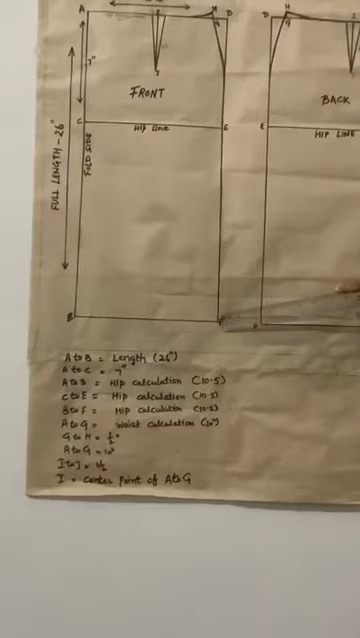 A
D
H
G
7"
FRONT
C
HIP LINE
E
FULL LENGTH - 26"
FOLD SIDE
B
D
H
G
BACK
E
HIP LINE
F
A to B = Length (26")
A to C = 7"
A to D = Hip calculation (10.5)
C to E = Hip calculation (10.5)
B to F = Hip calculation (10.5)
A to G = Waist calculation (10")
G to H = ½"
A to G = 10"
I to J =
I = center point of A to G